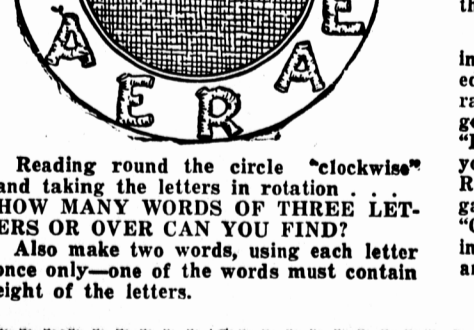 E
A A
E R
Reading round the circle "clockwise"
and taking the letters in rotation . . .
HOW MANY WORDS OF THREE LET-
ERS OR OVER CAN YOU FIND?
Also make two words, using each letter
once only—one of the words must contain
eight of the letters.